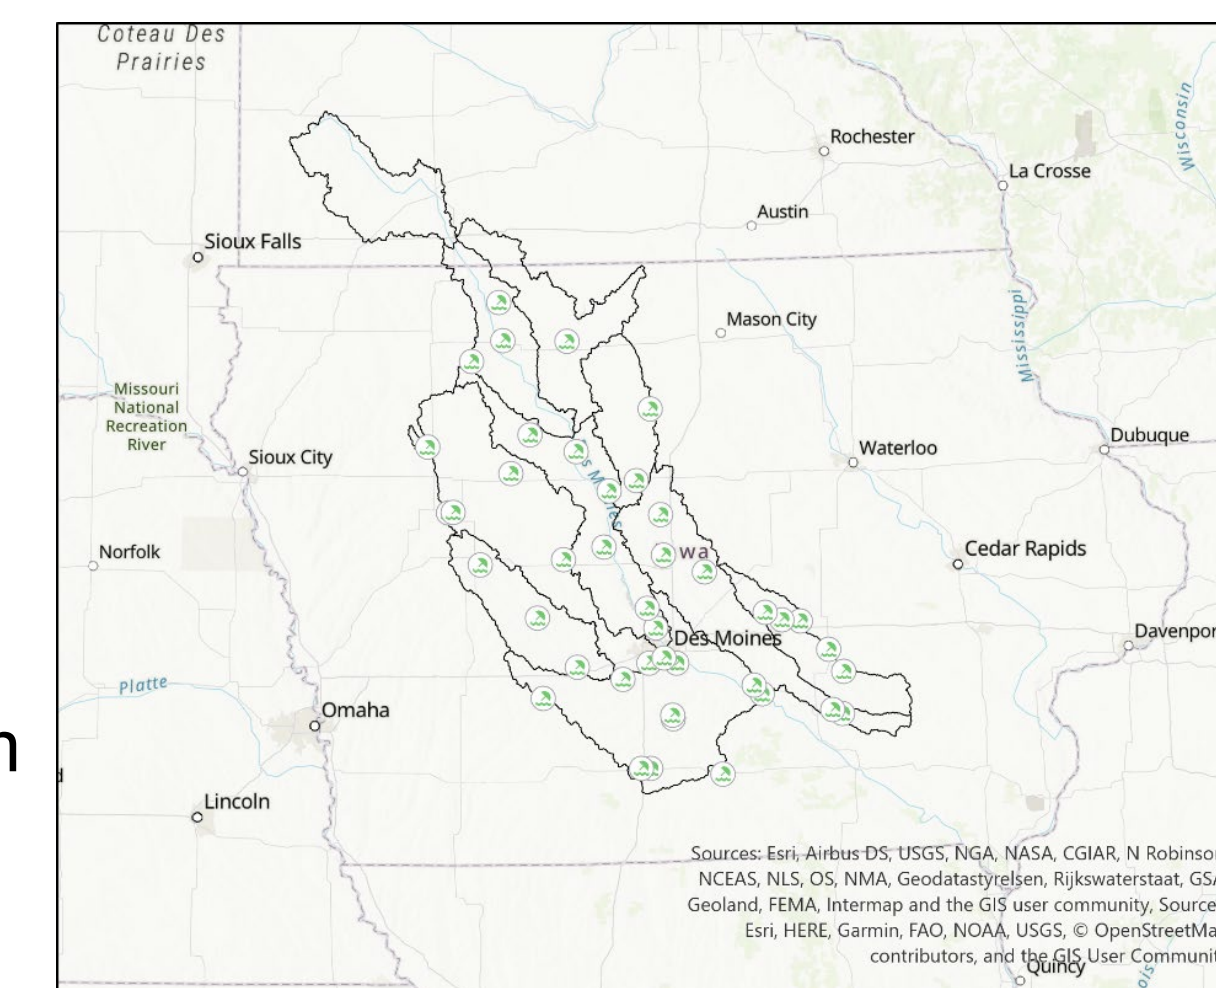 Coteau Des
Prairies
Wisconsin
Rochester
La Crosse
Austin
Sioux Falls
Mason City
Mississippi
Missouri
National
Recreation
River
Dubuque
Sioux City
Waterloo
s M nes
wa
Norfolk
Cedar Rapids
Des Moines
Davenpor
Platte
Omaha
n
d
Lincoln
Sources: Esri, Airbus DS, USGS, NGA, NASA, CGIAR, N Robinson
NCEAS, NLS, OS, NMA, Geodatastyrelsen, Rijkswaterstaat, GSA
Geoland, FEMA, Intermap and the GIS user community, Source
Esri, HERE, Garmin, FAO, NOAA, USGS, © OpenStreetMa
contributors, and the GIS User Communit
Quincy
ois